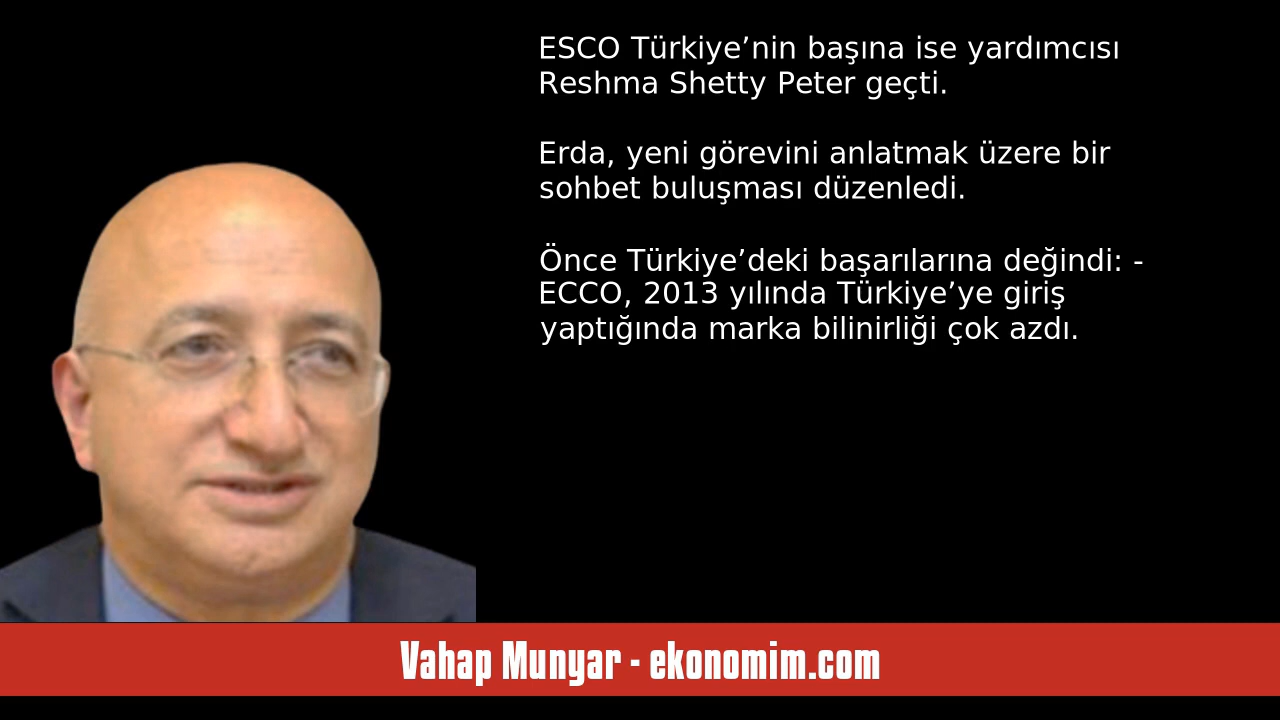 ESCO Türkiye’nin başına ise yardımcısı
Reshma Shetty Peter geçti.
Erda, yeni görevini anlatmak üzere bir
sohbet buluşması düzenledi.
Önce Türkiye’deki başarılarına değindi: -
ECCO, 2013 yılında Türkiye’ye giriş
yaptığında marka bilinirliği çok azdı.
Vahap Munyar - ekonomim.com